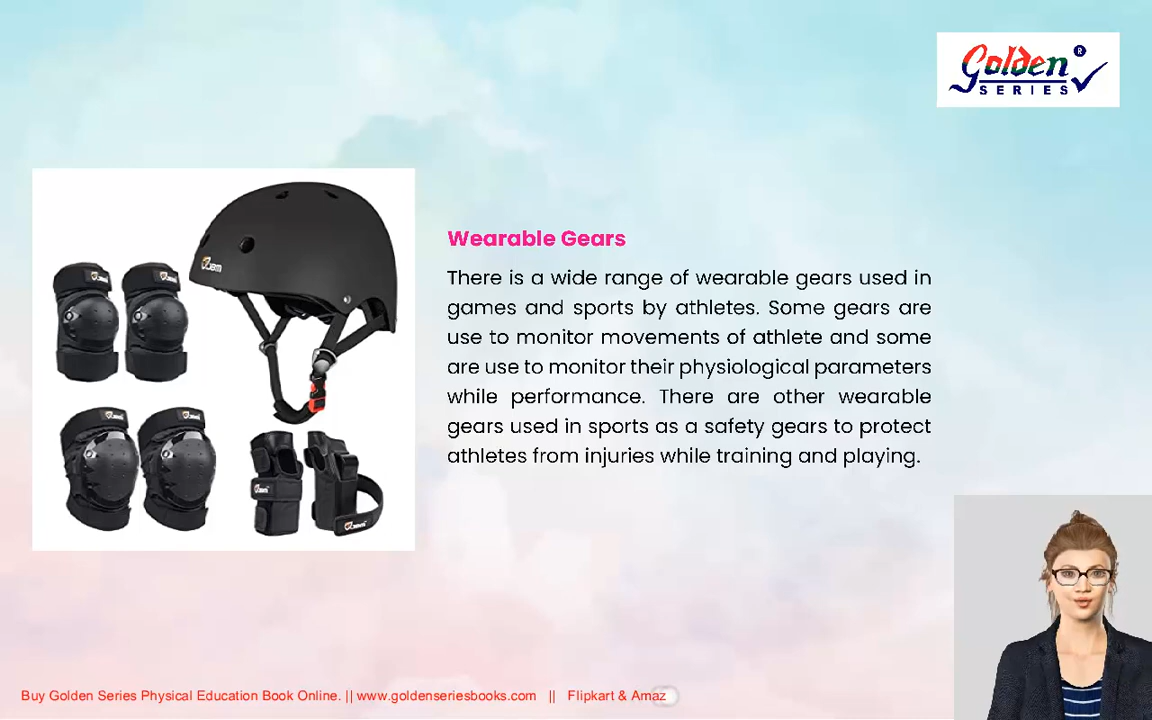 Golden ®
SERIES
Wearable Gears
There is a wide range of wearable gears used in
games and sports by athletes. Some gears are
use to monitor movements of athlete and some
are use to monitor their physiological parameters
while performance. There are other wearable
gears used in sports as a safety gears to protect
athletes from injuries while training and playing.
JBM
Buy Golden Series Physical Education Book Online. || www.goldenseriesbooks.com || Flipkart & Amaz